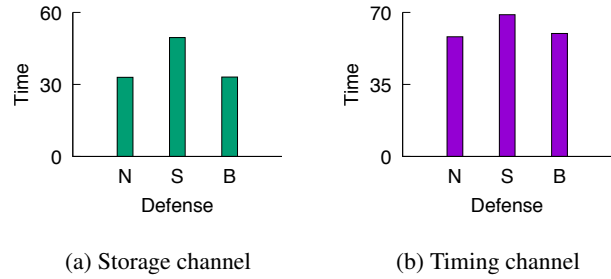 60
30
0
Time
N S B
Defense
(a) Storage channel
70
35
0
Time
N S B
Defense
(b) Timing channel